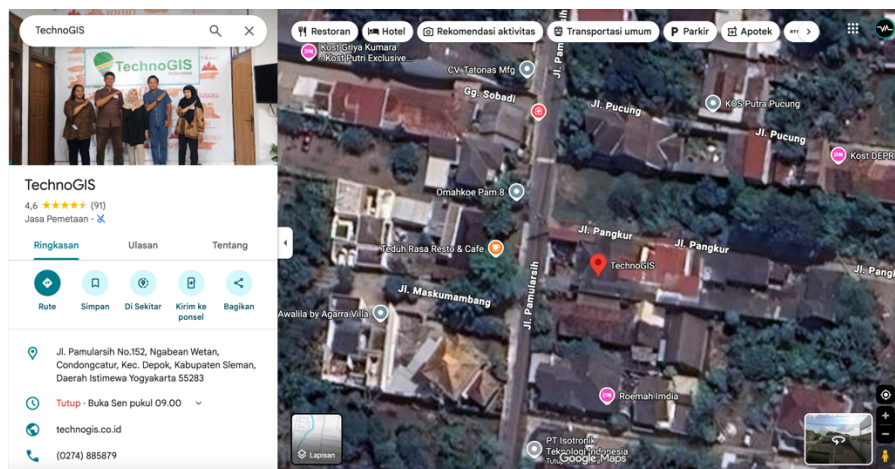 TechnoGIS
TechnoGIS
Indonesia
TechnoGIS
4,6 (91)
Jasa Pemetaan ·
Ringkasan Ulasan Tentang
Rute Simpan Di Sekitar Kirim ke ponsel Bagikan
Jl. Pamularsih No.152, Ngabean Wetan,
Condongcatur, Kec. Depok, Kabupaten Sleman,
Daerah Istimewa Yogyakarta 55283
Tutup · Buka Sen pukul 09.00
technogis.co.id
(0274) 885879
Restoran Hotel Rekomendasi aktivitas Transportasi umum P Parkir Apotek
Kost Griya Kumara
Kost Putri Exclusive...
CV. Tatonas Mfg
Gg. Sobadi
Jl. Pucung
KOS Putra Pucung
Jl. Pucung
Kost DEPR
Omahkoe Pam 8
Jl. Pangkur
Jl. Pangkur
Teduh Rasa Resto & Cafe
TechnoGIS
Jl. Maskumambang
Jl. Pamularsih
Awalila by Agarra Villa
Roemah Imdia
PT Isotronik
Teknologi Indonesia
Google Maps
Lapisan